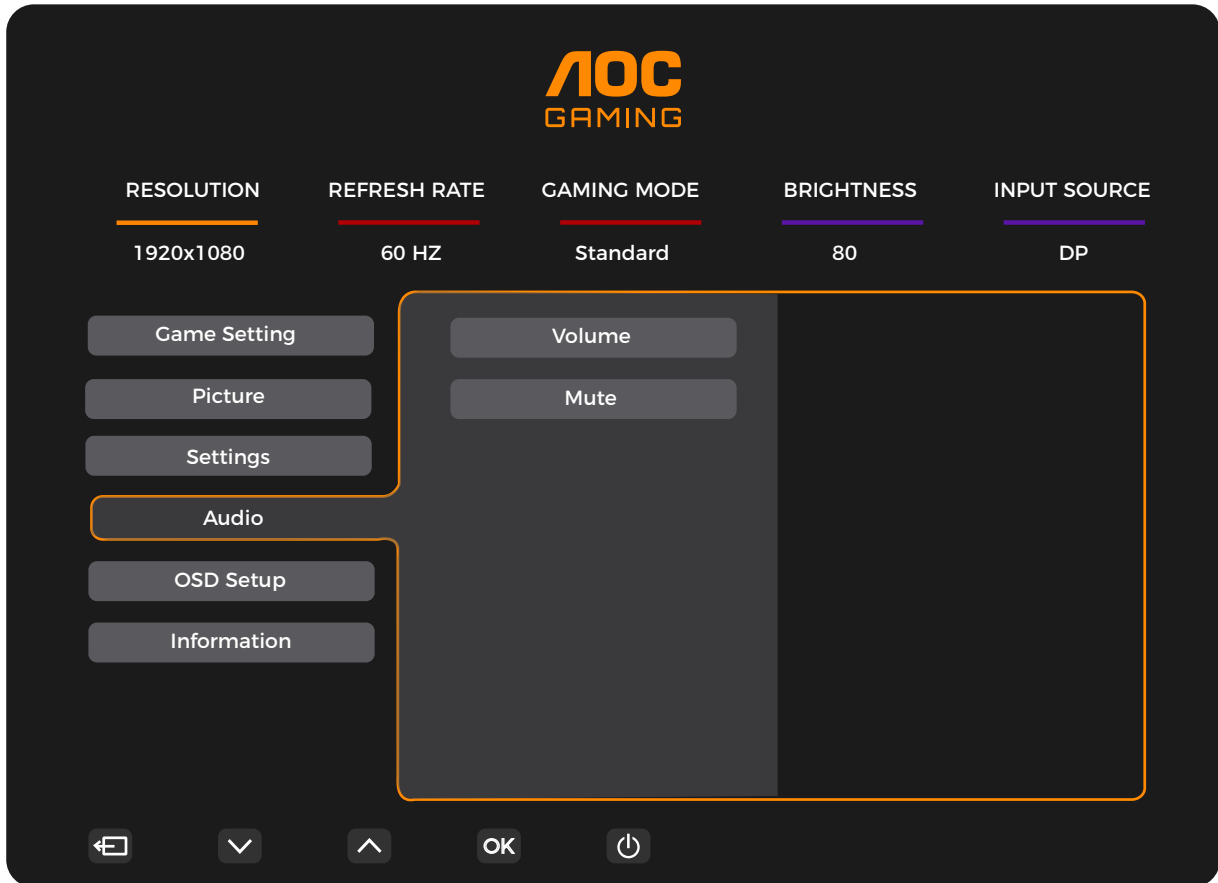 AOC
GAMING
RESOLUTION REFRESH RATE GAMING MODE BRIGHTNESS INPUT SOURCE
1920x1080 60 HZ Standard 80 DP
Game Setting
Picture
Settings
Audio
OSD Setup
Information
Volume
Mute
OK